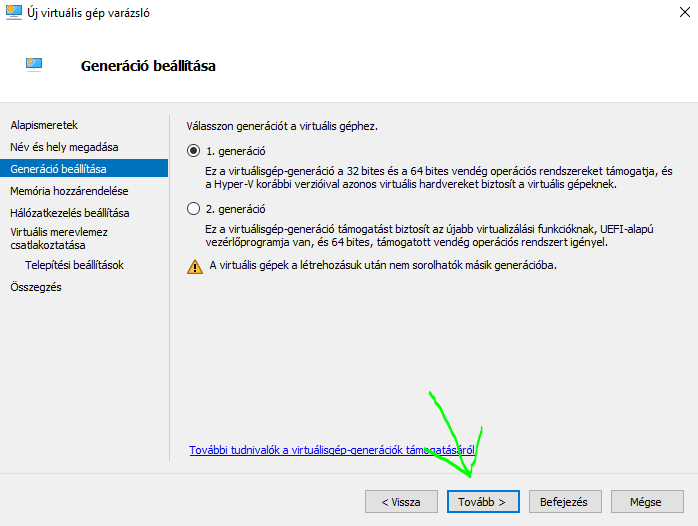 Új virtuális gép varázsló
Generáció beállítása
Alapismeretek
Név és hely megadása
Generáció beállítása
Memória hozzárendelése
Hálózatkezelés beállítása
Virtuális merevlemez
csatlakoztatása
Telepítési beállítások
Összegzés
Válasszon generációt a virtuális géphez.
1. generáció
Ez a virtuálisgép-generáció a 32 bites és a 64 bites vendég operációs rendszereket támogatja, és
a Hyper-V korábbi verzióival azonos virtuális hardvereket biztosít a virtuális gépeknek.
2. generáció
Ez a virtuálisgép-generáció támogatást biztosít az újabb virtualizálási funkcióknak, UEFI-alapú
vezérlőprogramja van, és 64 bites, támogatott vendég operációs rendszert igényel.
A virtuális gépek a létrehozásuk után nem sorolhatók másik generációba.
További tudnivalók a virtuálisgép-generációk támogatásáról
< Vissza
Tovább >
Befejezés
Mégse